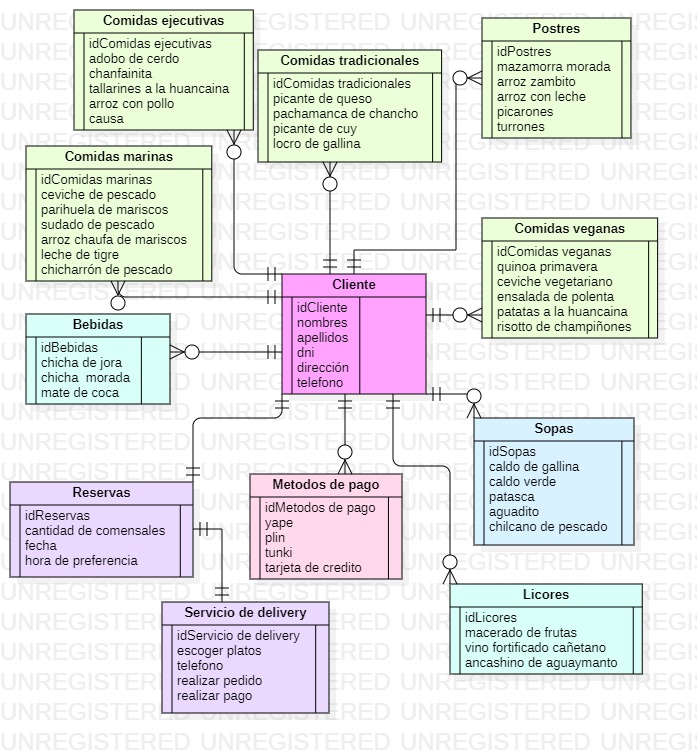 Comidas ejecutivas
idComidas ejecutivas
adobo de cerdo
chanfainita
tallarines a la huancaina
arroz con pollo
causa
Comidas tradicionales
idComidas tradicionales
picante de queso
pachamanca de chancho
picante de cuy
locro de gallina
Postres
idPostres
mazamorra morada
arroz zambito
arroz con leche
picarones
turrones
Comidas marinas
idComidas marinas
ceviche de pescado
parihuela de mariscos
sudado de pescado
arroz chaufa de mariscos
leche de tigre
chicharrón de pescado
Comidas veganas
idComidas veganas
quinoa primavera
ceviche vegetariano
ensalada de polenta
patatas a la huancaina
risotto de champiñones
Cliente
idCliente
nombres
apellidos
dni
dirección
telefono
Bebidas
idBebidas
chicha de jora
chicha morada
mate de coca
Sopas
idSopas
caldo de gallina
caldo verde
patasca
aguadito
chilcano de pescado
Reservas
idReservas
cantidad de comensales
fecha
hora de preferencia
Metodos de pago
idMetodos de pago
yape
plin
tunki
tarjeta de credito
Licores
idLicores
macerado de frutas
vino fortificado cañetano
ancashino de aguaymanto
Servicio de delivery
idServicio de delivery
escoger platos
telefono
realizar pedido
realizar pago
UNREGISTERED